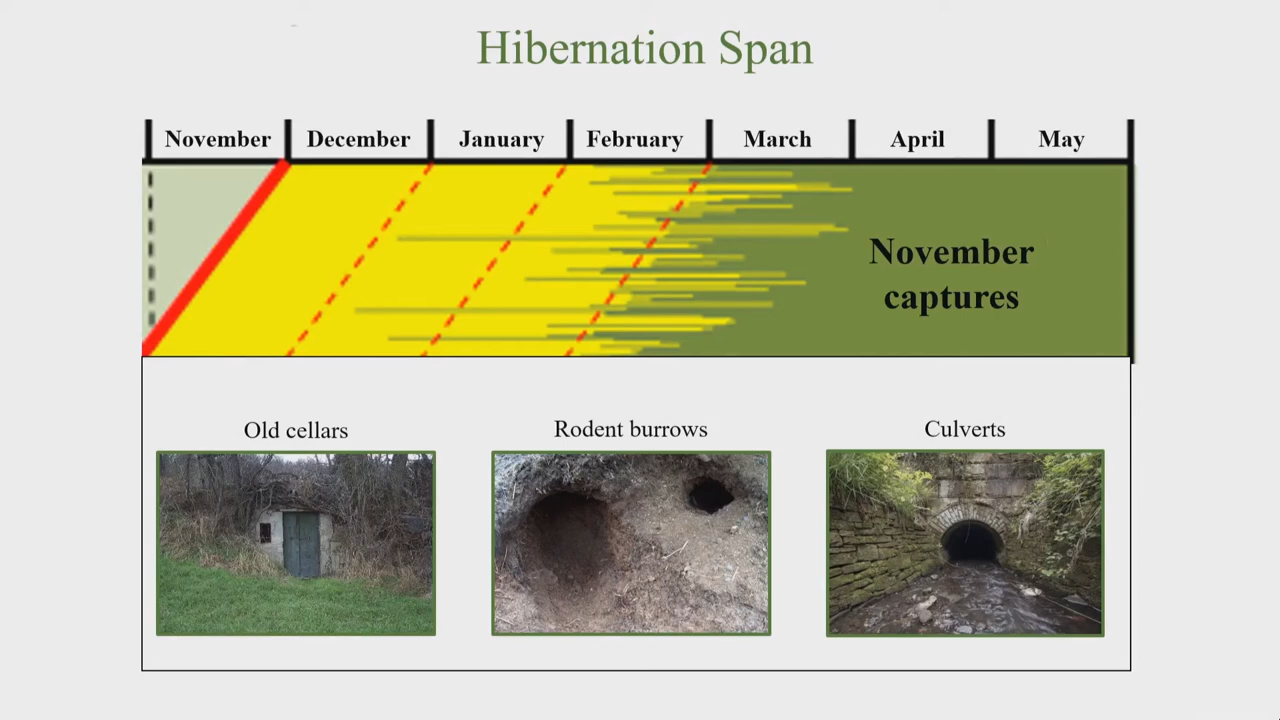 Hibernation Span
November December January February March April May
November
captures
Old cellars Rodent burrows Culverts